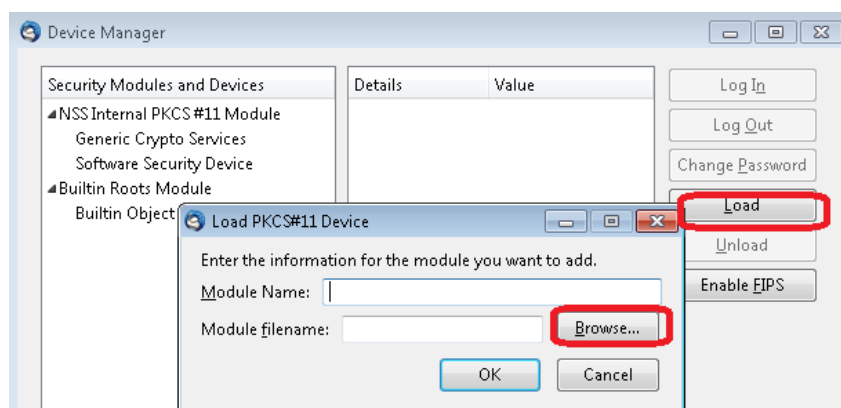 Device Manager
Security Modules and Devices
Details Value
Log In
NSS Internal PKCS #11 Module
Generic Crypto Services
Log Out
Software Security Device
Change Password
Builtin Roots Module
Builtin Object
Load
Load PKCS#11 Device
Unload
Enter the information for the module you want to add.
Module Name:
Enable FIPS
Module filename:
Browse...
OK Cancel